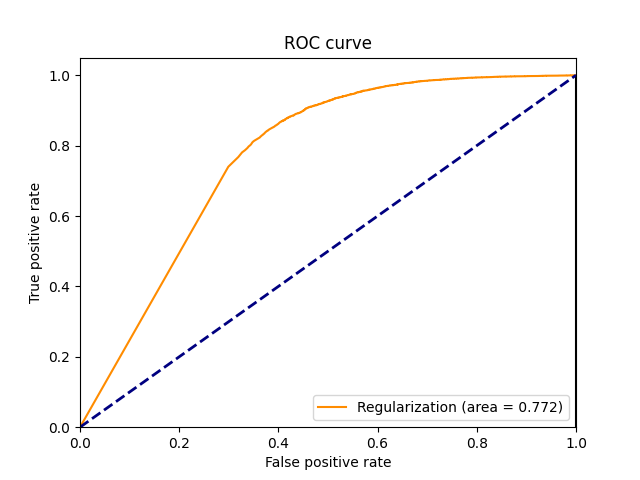 ROC curve
True positive rate
1.0
0.8
0.6
0.4
0.2
0.0
Regularization (area = 0.772)
0.0 0.2 0.4 0.6 0.8 1.0
False positive rate